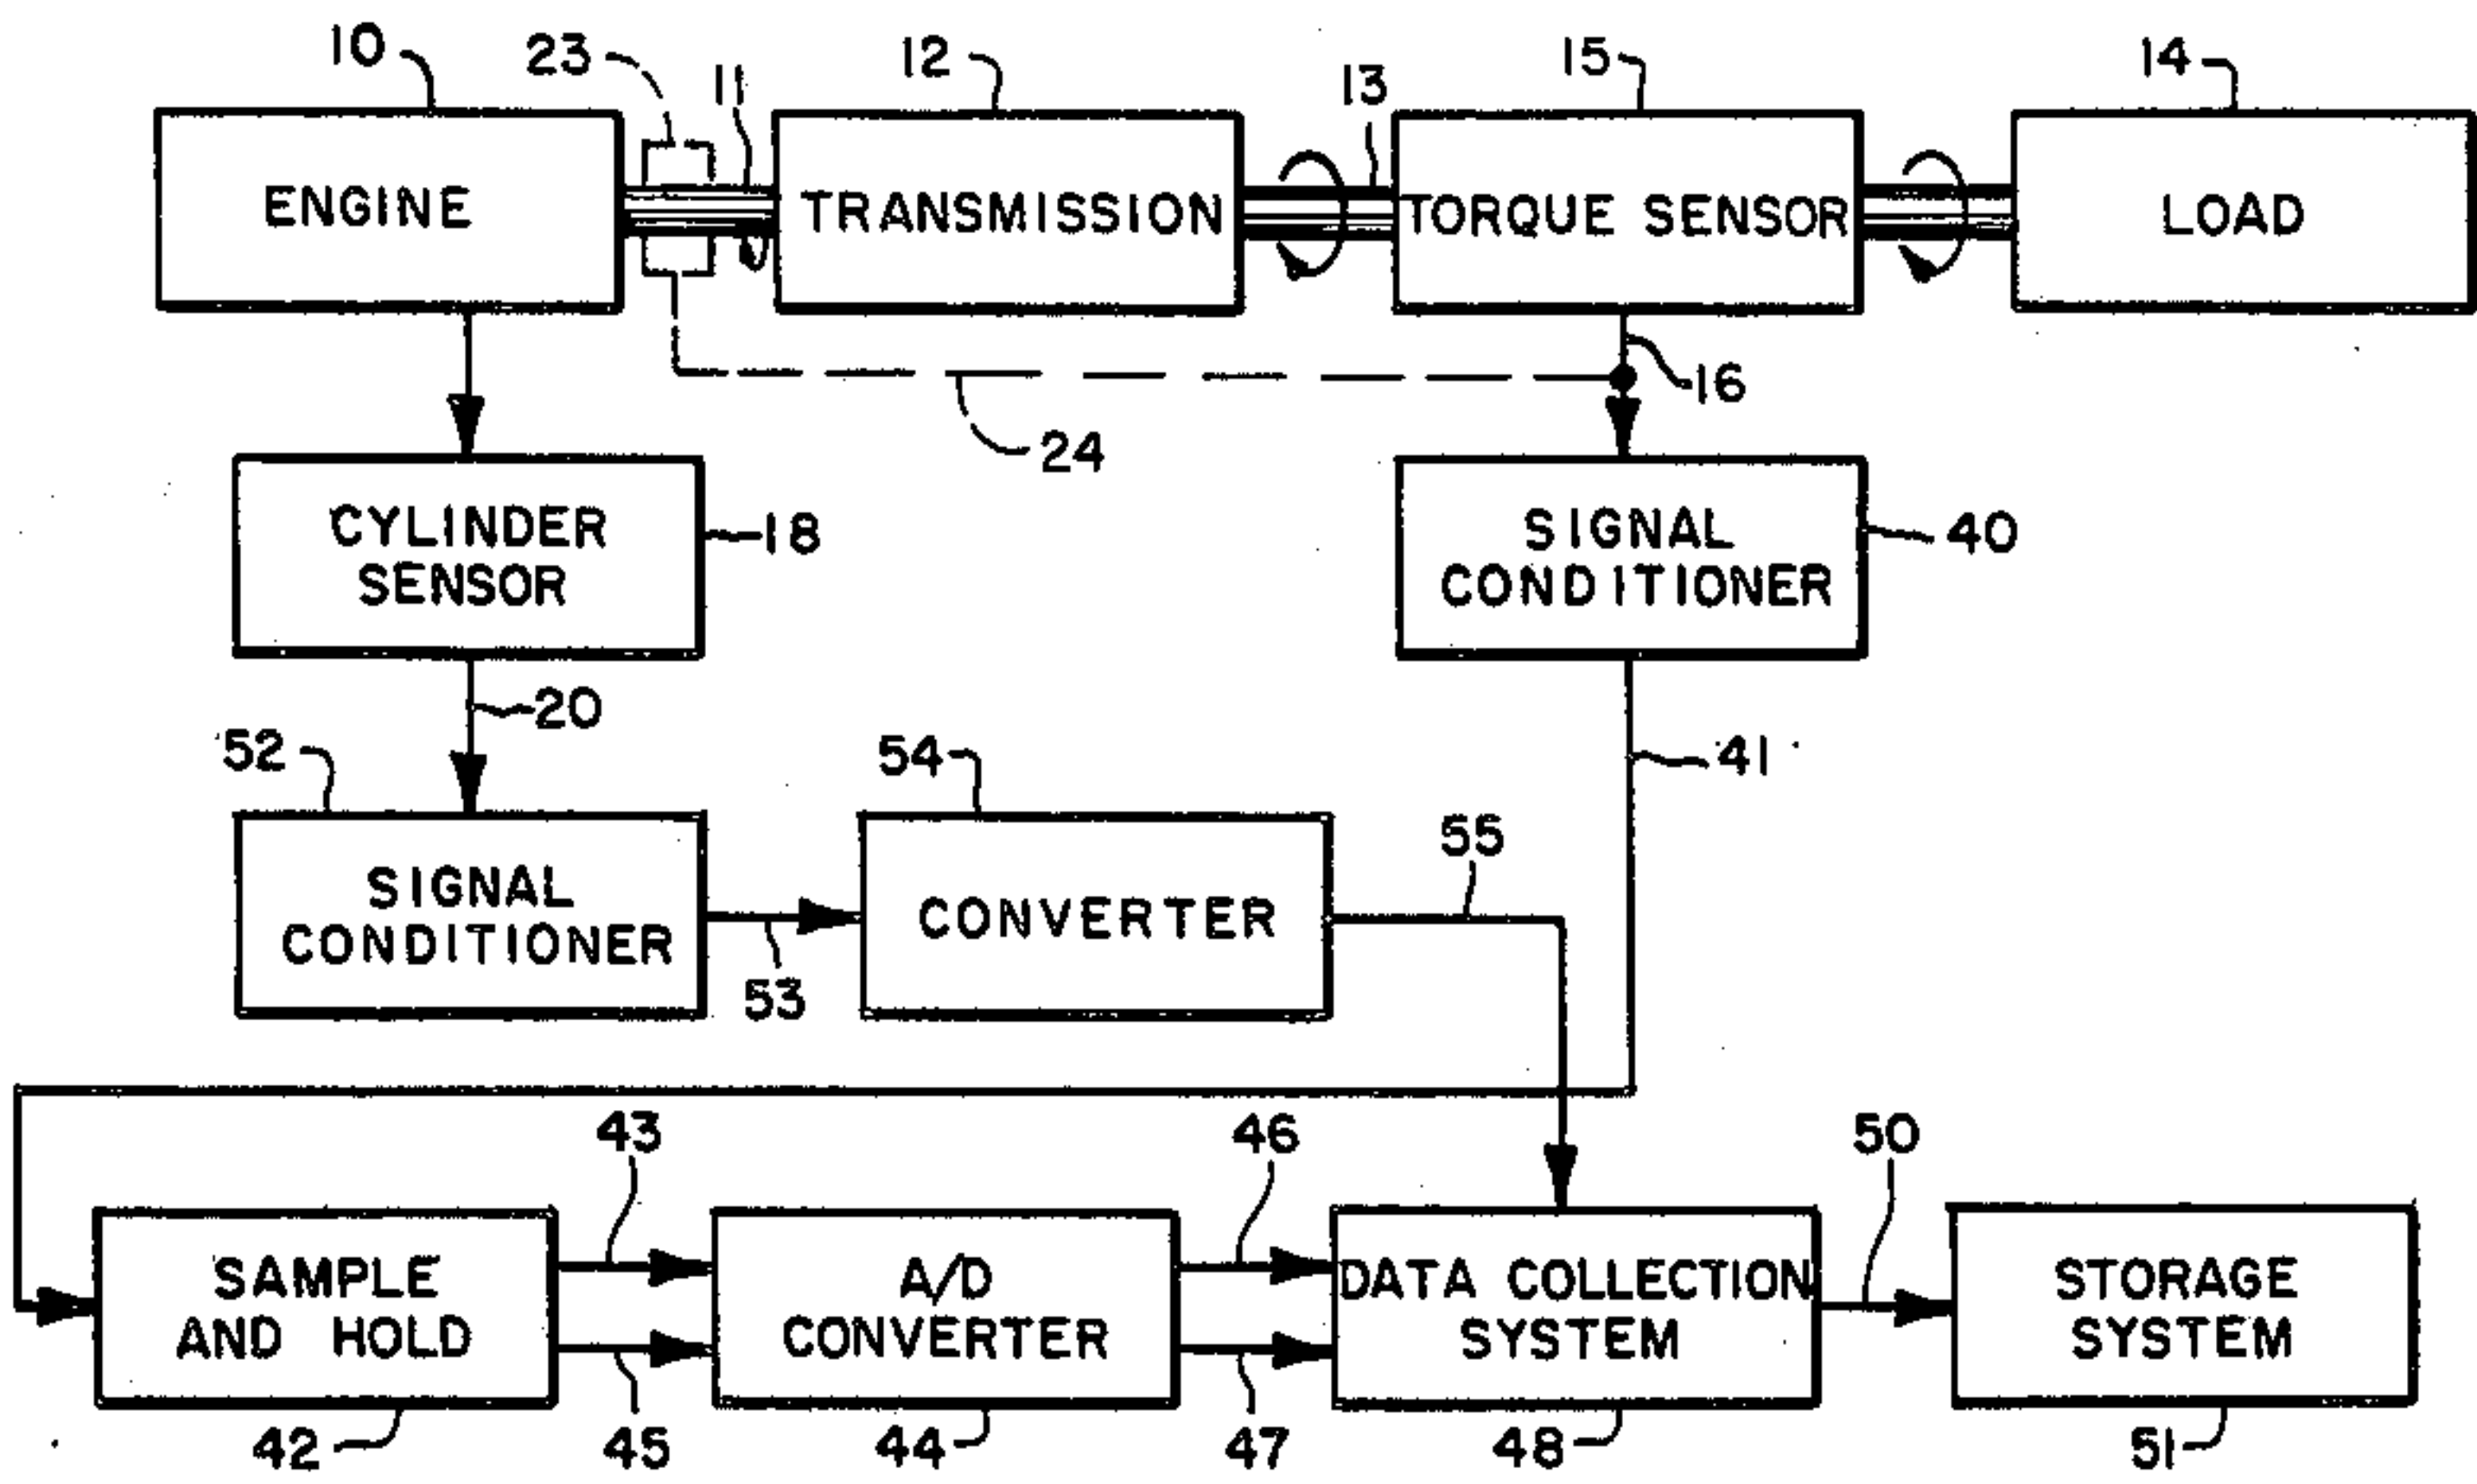 10
23
11
12
13
15
14
ENGINE
TRANSMISSION
TORQUE SENSOR
LOAD
16
24
CYLINDER
SENSOR
18
SIGNAL
CONDITIONER
40
20
52
54
41
55
SIGNAL
CONDITIONER
CONVERTER
53
43
46
50
SAMPLE
AND HOLD
A/D
CONVERTER
DATA COLLECTION
SYSTEM
STORAGE
SYSTEM
42
45
44
47
48
51